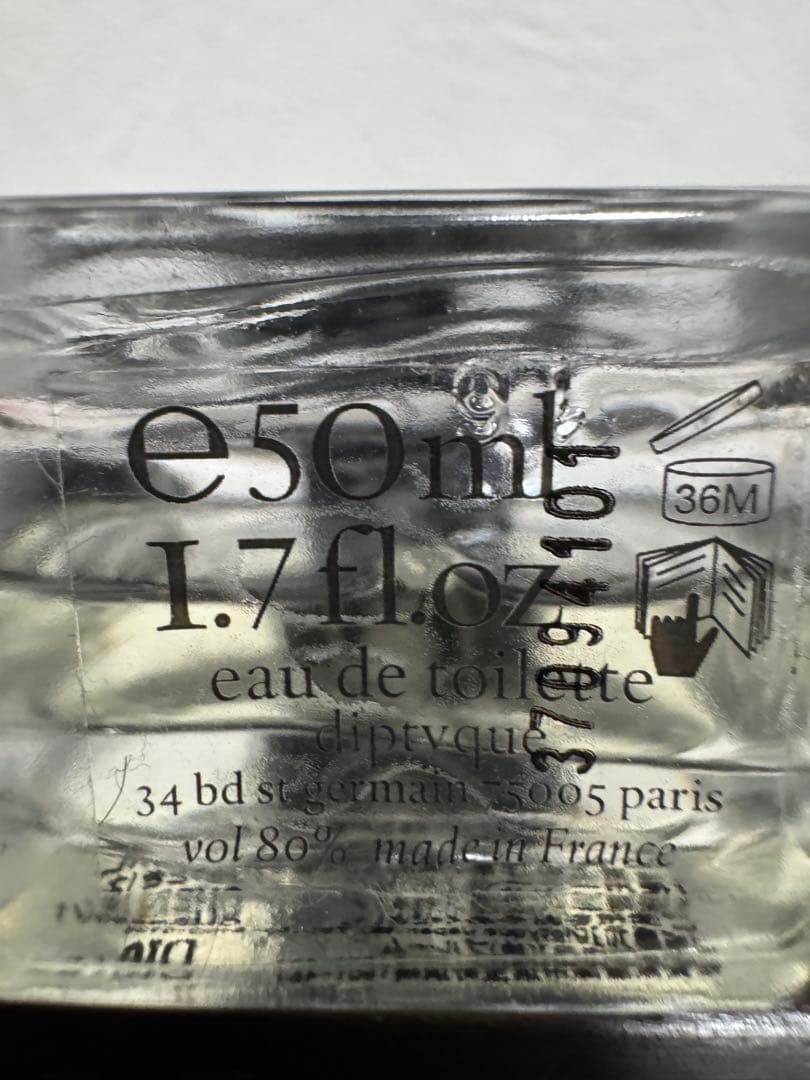 e50ml
1.7 fl.oz
eau de toilette
diptyque
34 bd st germain 75005 paris
vol 80% made in France
37094101
36M